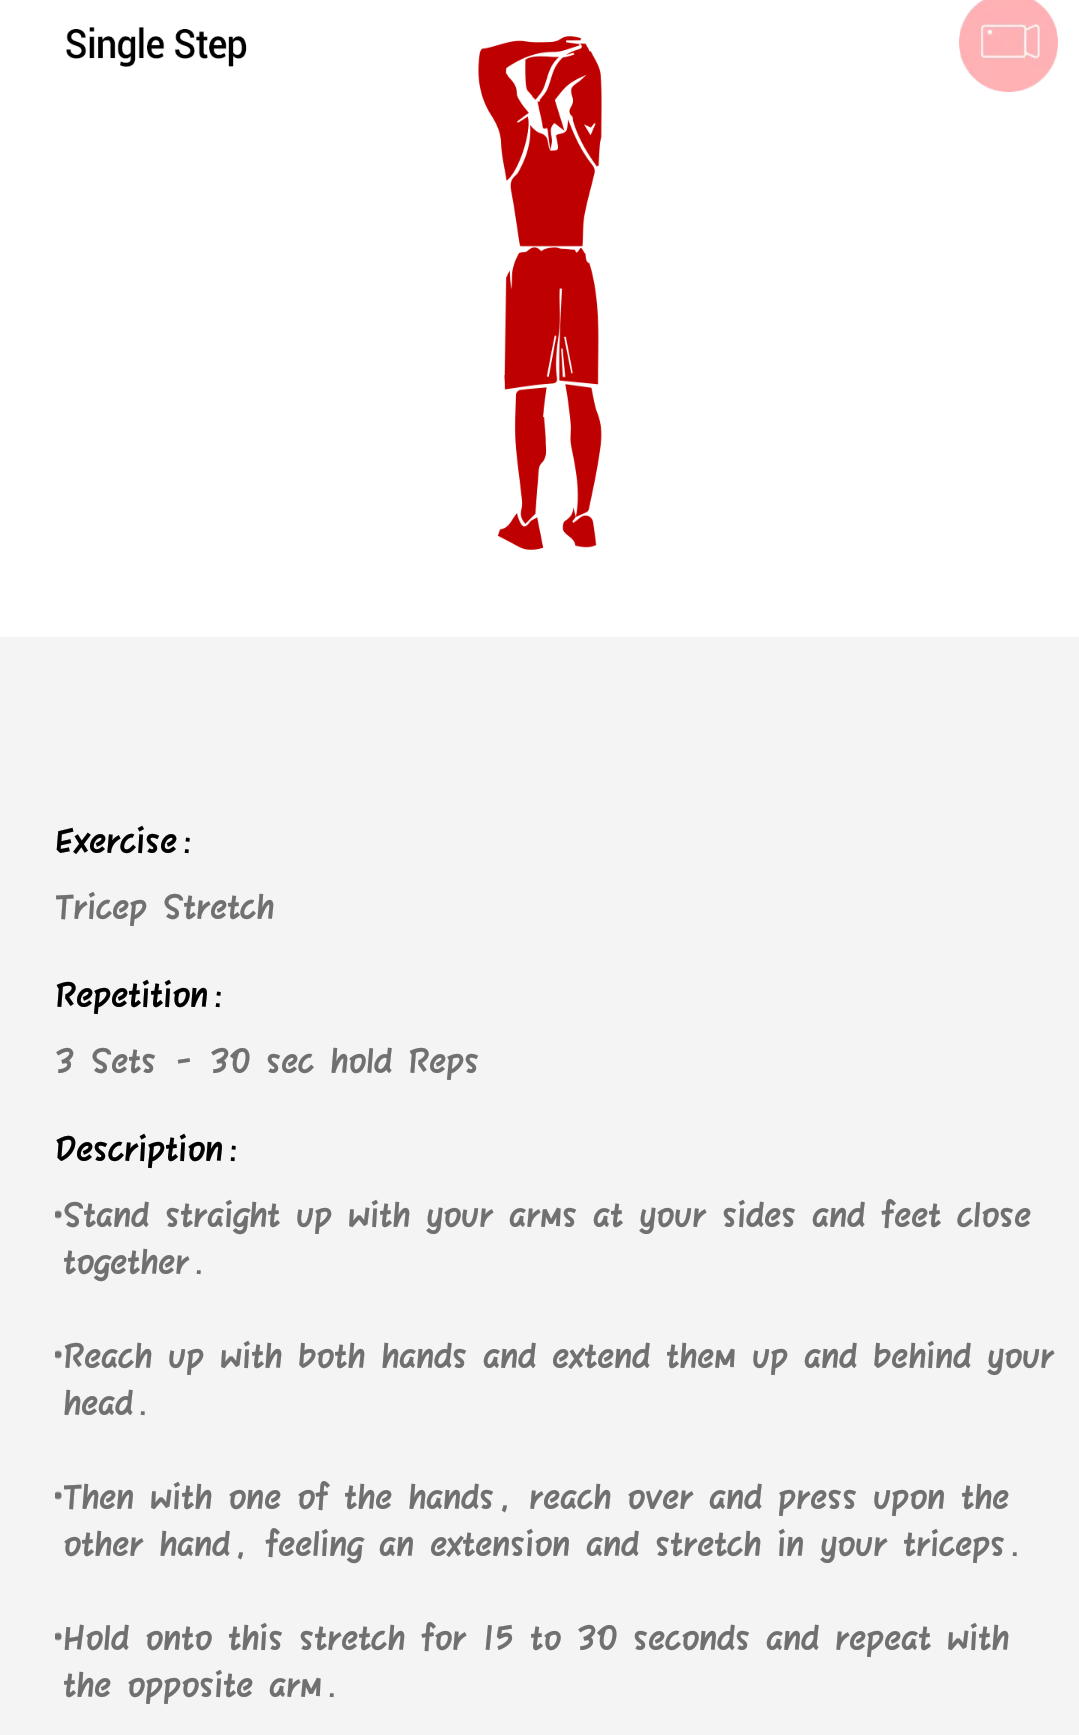 Single Step
Exercise:
Tricep Stretch
Repetition:
3 Sets - 30 sec hold Reps
Description:
•Stand straight up with your arms at your sides and feet close
together.
•Reach up with both hands and extend them up and behind your
head.
•Then with one of the hands, reach over and press upon the
other hand, feeling an extension and stretch in your triceps.
•Hold onto this stretch for 15 to 30 seconds and repeat with
the opposite arm.